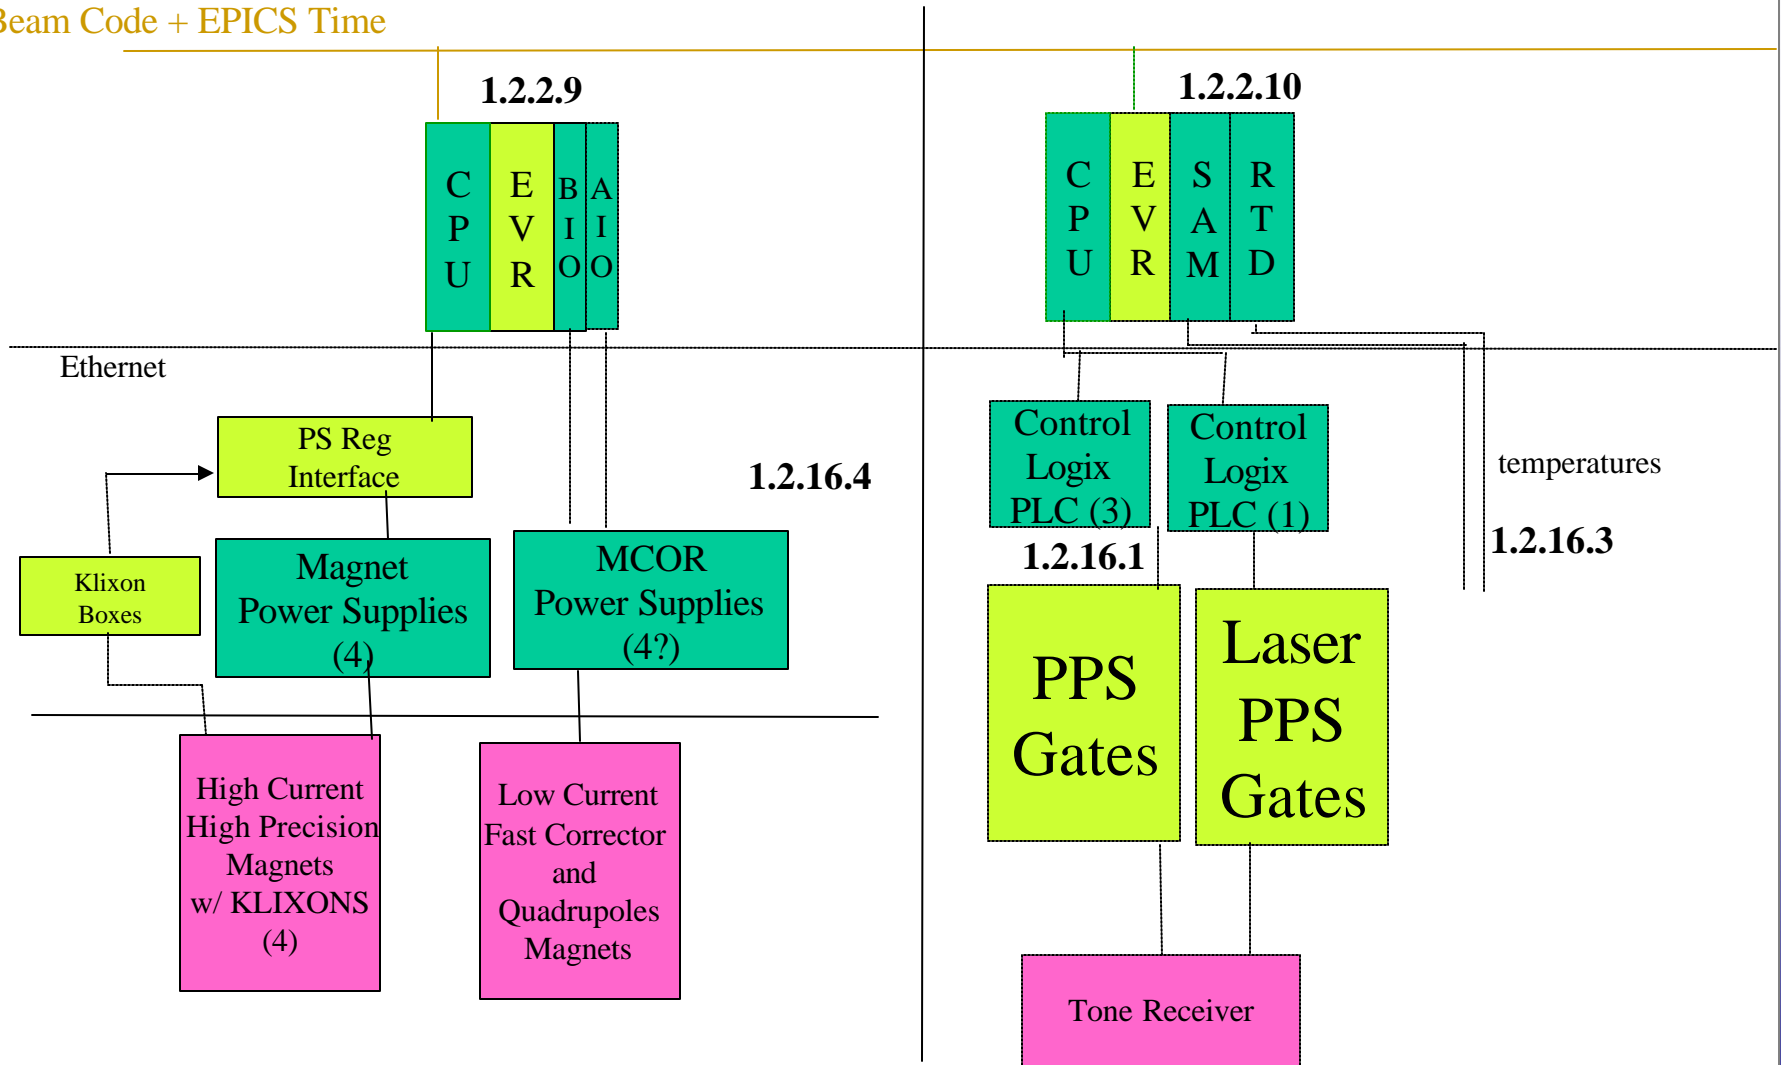 Beam Code + EPICS Time
1.2.2.9
C
P
U
E
V
R
B
I
O
A
I
O
1.2.2.10
C
P
U
E
V
R
S
A
M
R
T
D
Ethernet
PS Reg
Interface
1.2.16.4
Klixon
Boxes
Magnet
Power Supplies
(4)
MCOR
Power Supplies
(4?)
High Current
High Precision
Magnets
w/ KLIXONS
(4)
Low Current
Fast Corrector
and
Quadrupoles
Magnets
Control
Logix
PLC (3)
Control
Logix
PLC (1)
temperatures
1.2.16.3
1.2.16.1
PPS
Gates
Laser
PPS
Gates
Tone Receiver